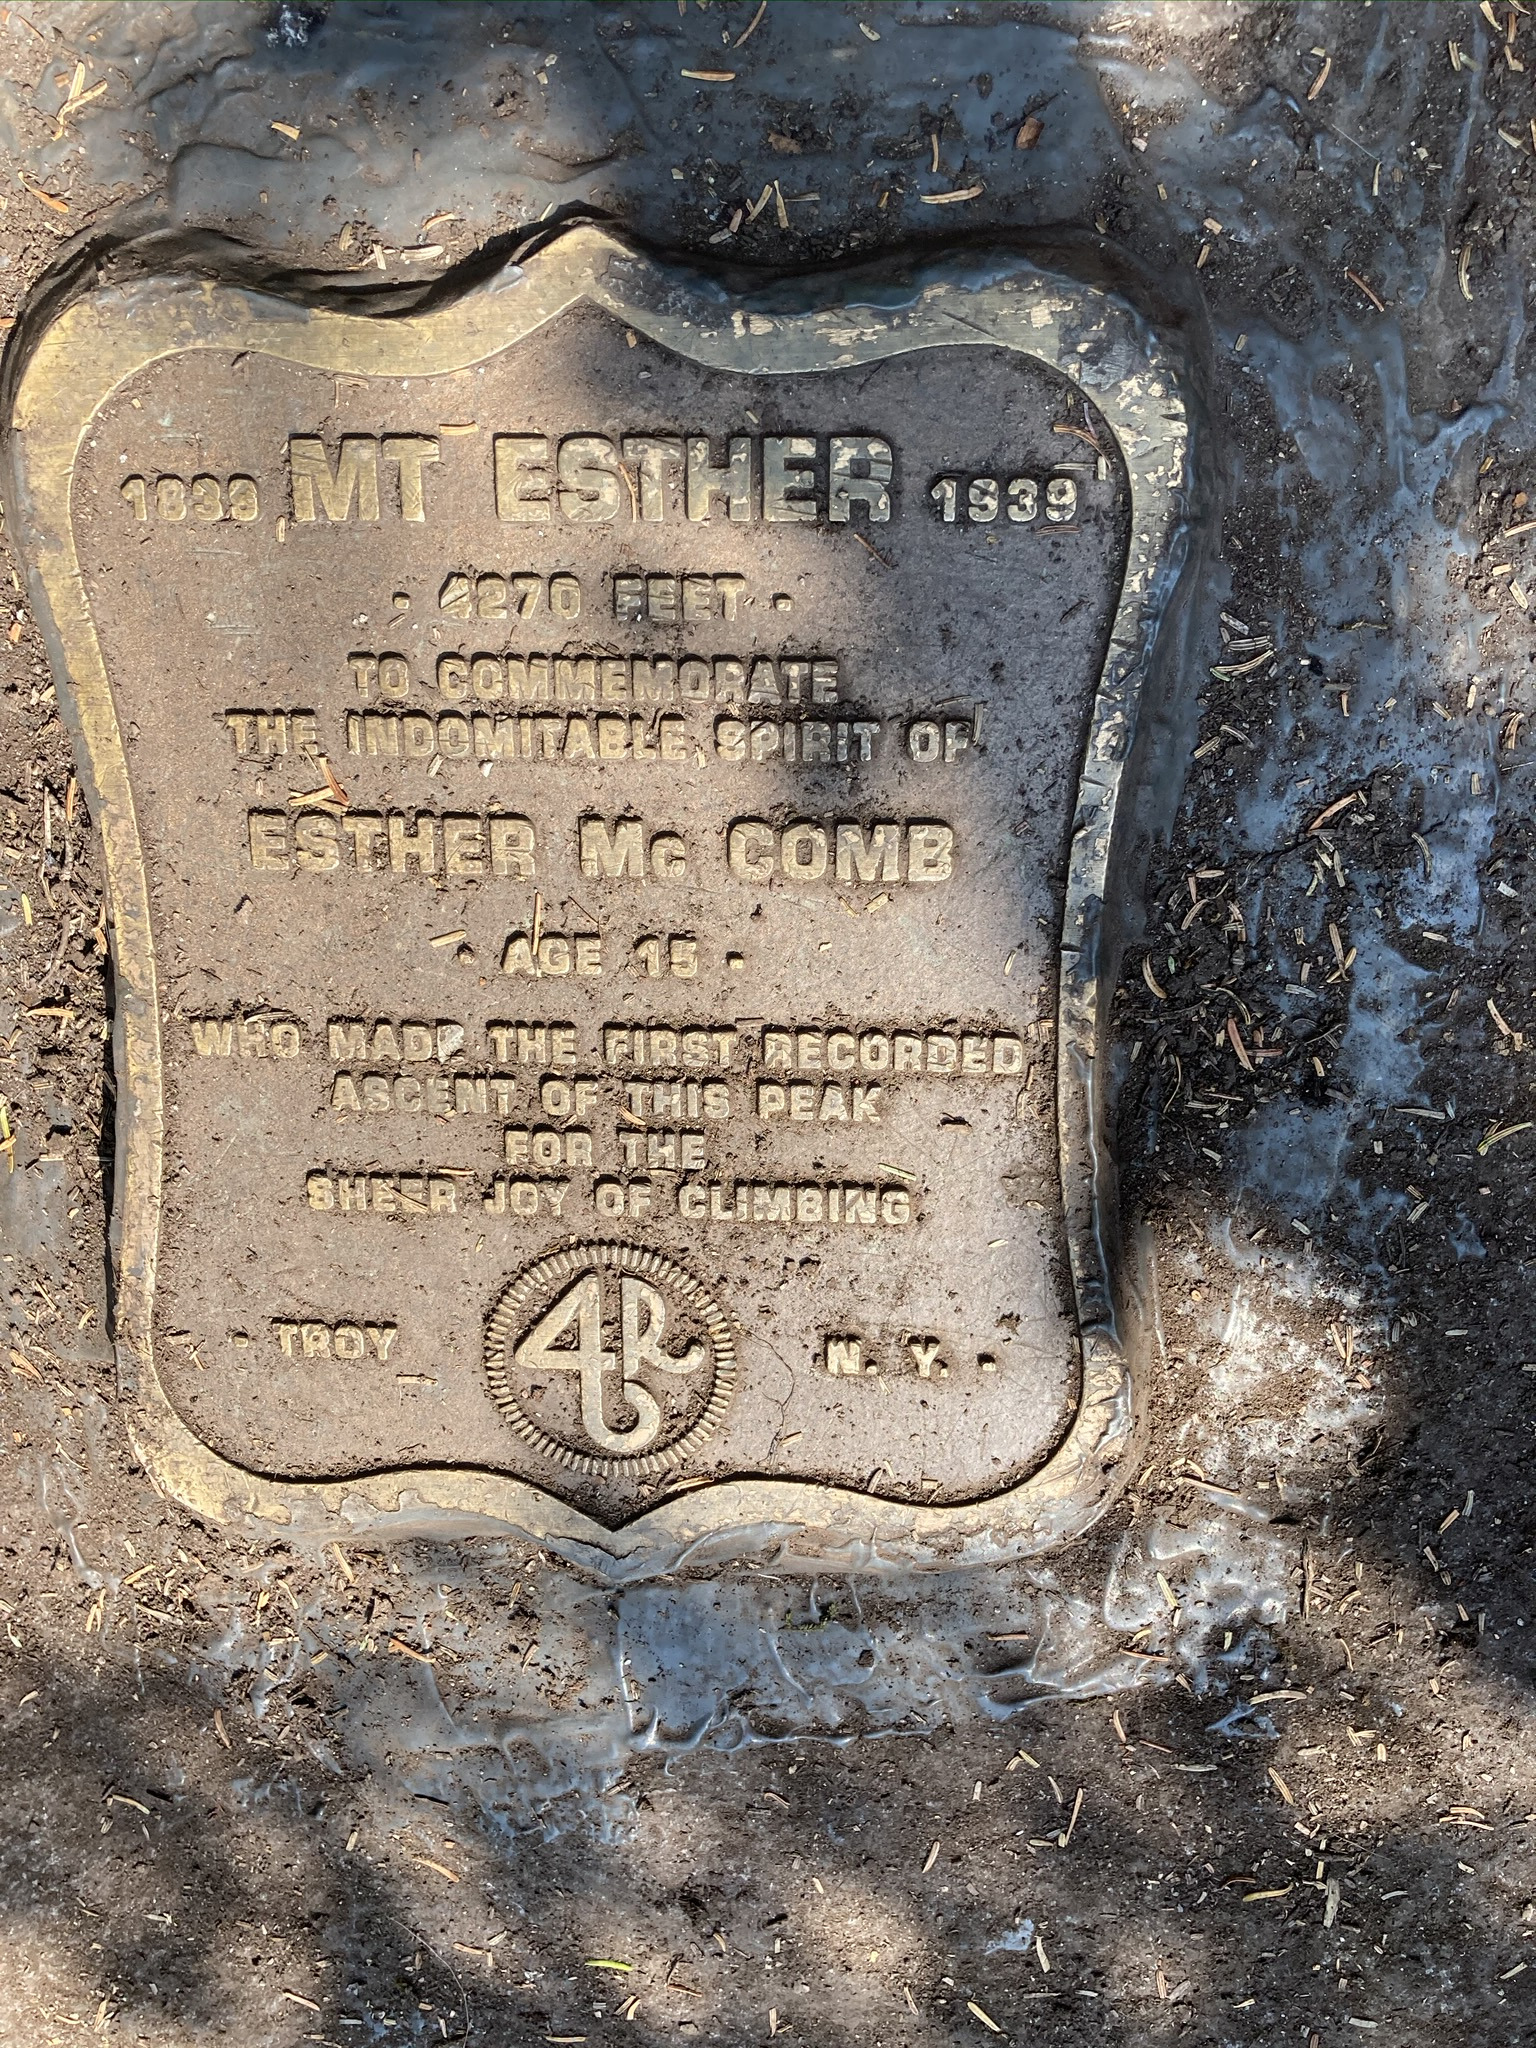 1839 MT ESTHER 1939
· 4270 FEET ·
TO COMMEMORATE
THE INDOMITABLE SPIRIT OF
ESTHER Mc COMB
· AGE 15 ·
WHO MADE THE FIRST RECORDED
ASCENT OF THIS PEAK
FOR THE
SHEER JOY OF CLIMBING
· TROY 46R N. Y. ·